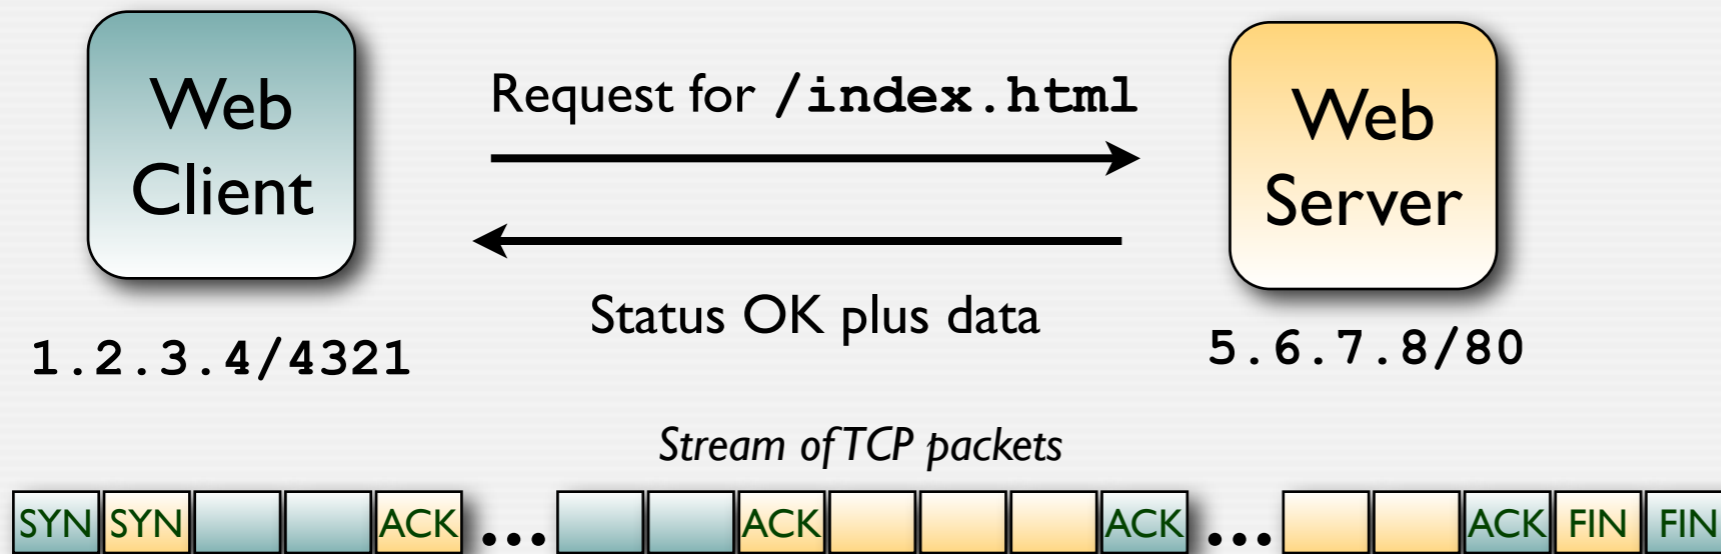 Web
Client
Request for /index.html
Web
Server
Status OK plus data
1.2.3.4/4321
5.6.7.8/80
Stream of TCP packets
SYN SYN ACK ... ACK ACK ... ACK FIN FIN